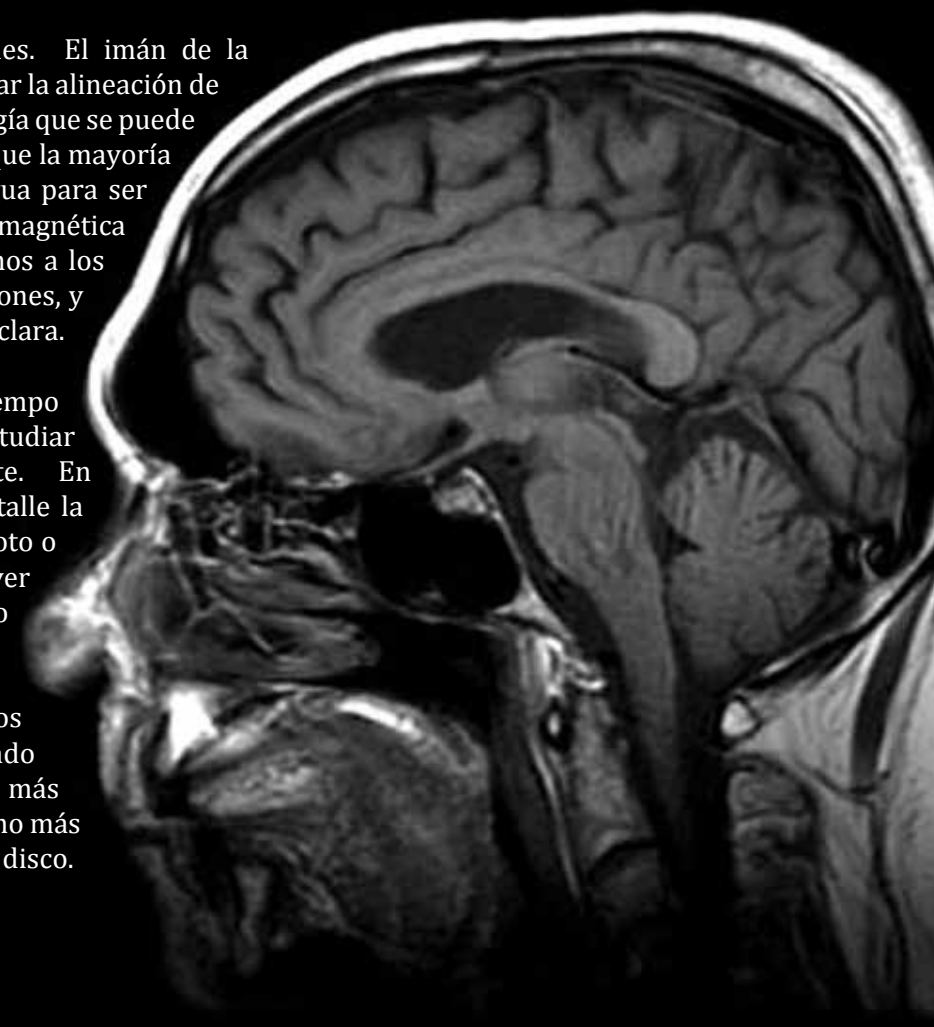 es. El imán de la
ar la alineación de
gía que se puede
que la mayoría
ua para ser
magnética
nos a los
ones, y
clara.
empo
tudiar
te. En
talle la
oto o
ver
o
os
ndo
más
no más
disco.